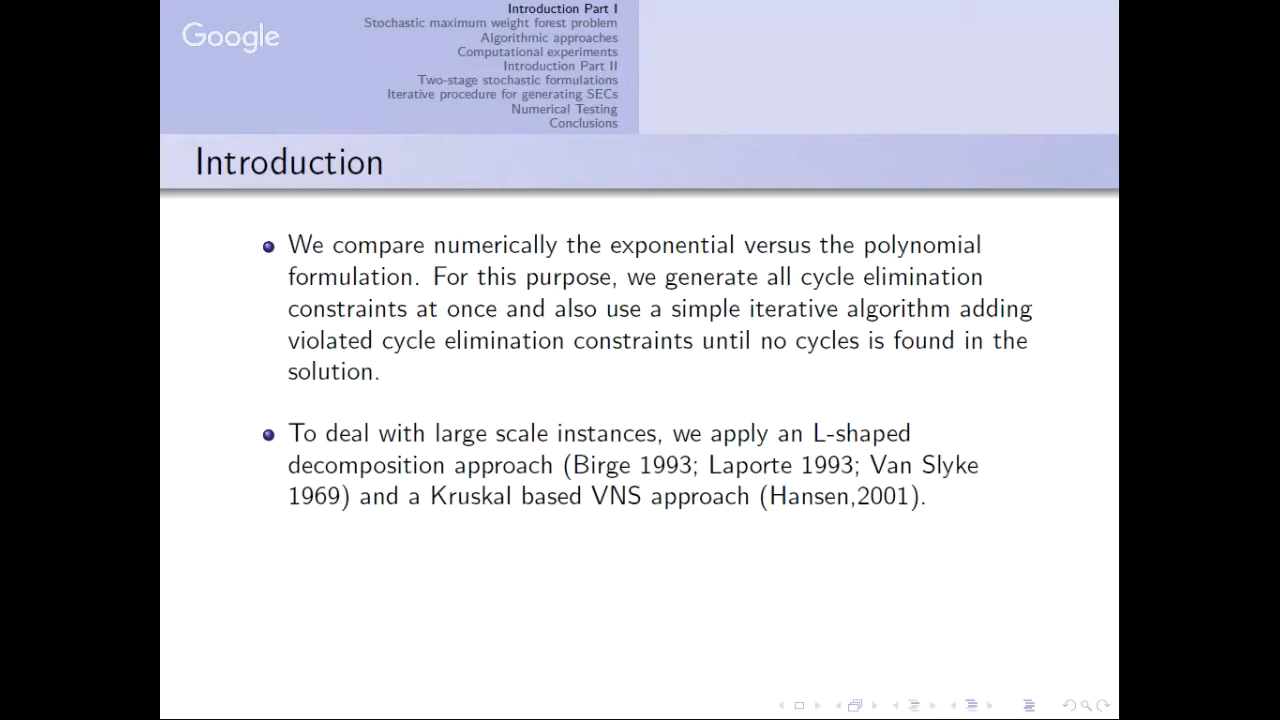 Google
Introduction Part I
Stochastic maximum weight forest problem
Algorithmic approaches
Computational experiments
Introduction Part II
Two-stage stochastic formulations
Iterative procedure for generating SECs
Numerical Testing
Conclusions
Introduction
We compare numerically the exponential versus the polynomial
formulation. For this purpose, we generate all cycle elimination
constraints at once and also use a simple iterative algorithm adding
violated cycle elimination constraints until no cycles is found in the
solution.
To deal with large scale instances, we apply an L-shaped
decomposition approach (Birge 1993; Laporte 1993; Van Slyke
1969) and a Kruskal based VNS approach (Hansen,2001).